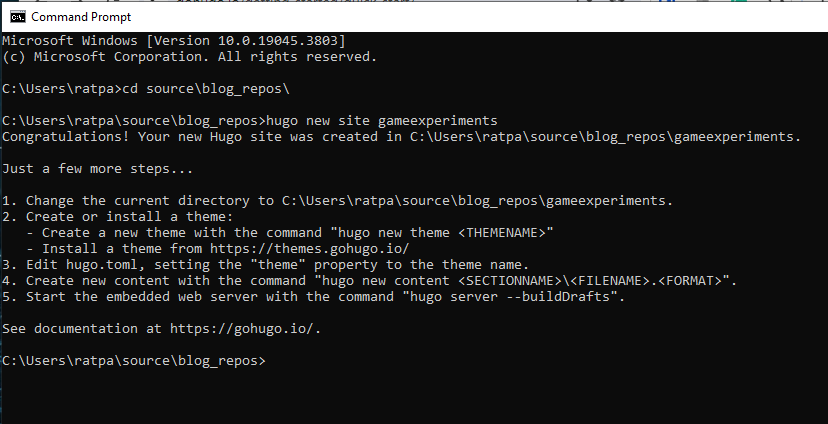 Command Prompt
Microsoft Windows [Version 10.0.19045.3803]
(c) Microsoft Corporation. All rights reserved.
C:\Users\ratpa>cd source\blog_repos\
C:\Users\ratpa\source\blog_repos>hugo new site gameexperiments
Congratulations! Your new Hugo site was created in C:\Users\ratpa\source\blog_repos\gameexperiments.
Just a few more steps...
1. Change the current directory to C:\Users\ratpa\source\blog_repos\gameexperiments.
2. Create or install a theme:
   - Create a new theme with the command "hugo new theme <THEMENAME>"
   - Install a theme from https://themes.gohugo.io/
3. Edit hugo.toml, setting the "theme" property to the theme name.
4. Create new content with the command "hugo new content <SECTIONNAME>\<FILENAME>.<FORMAT>".
5. Start the embedded web server with the command "hugo server --buildDrafts".
See documentation at https://gohugo.io/.
C:\Users\ratpa\source\blog_repos>